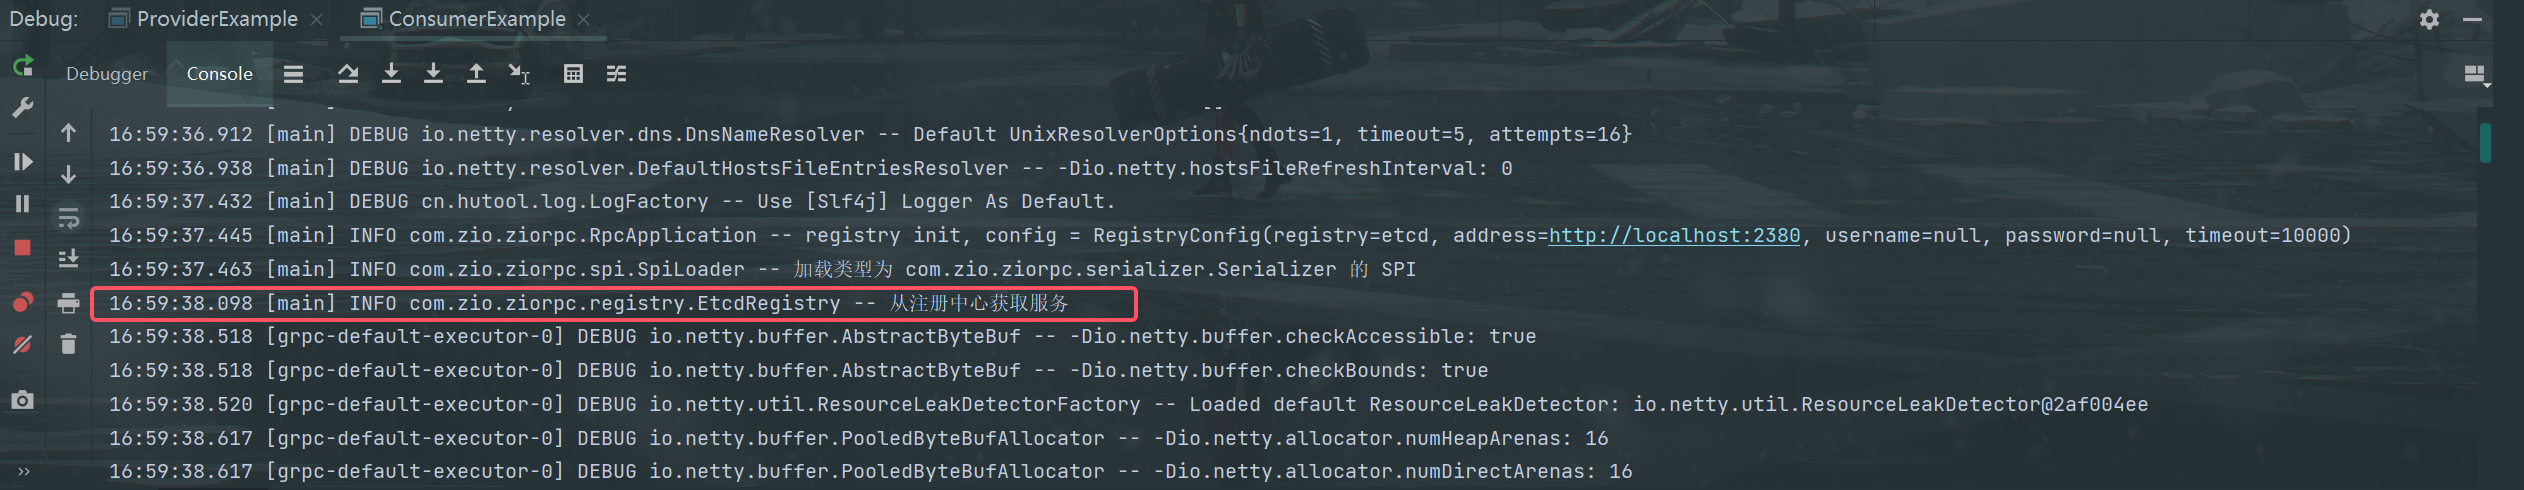 Debug: ProviderExample ConsumerExample
Debugger Console
16:59:36.912 [main] DEBUG io.netty.resolver.dns.DnsNameResolver -- Default UnixResolverOptions{ndots=1, timeout=5, attempts=16}
16:59:36.938 [main] DEBUG io.netty.resolver.DefaultHostsFileEntriesResolver -- -Dio.netty.hostsFileRefreshInterval: 0
16:59:37.432 [main] DEBUG cn.hutool.log.LogFactory -- Use [Slf4j] Logger As Default.
16:59:37.445 [main] INFO com.zio.ziorpc.RpcApplication -- registry init, config = RegistryConfig(registry=etcd, address=http://localhost:2380, username=null, password=null, timeout=10000)
16:59:37.463 [main] INFO com.zio.ziorpc.spi.SpiLoader -- 加载类型为 com.zio.ziorpc.serializer.Serializer 的 SPI
16:59:38.098 [main] INFO com.zio.ziorpc.registry.EtcdRegistry -- 从注册中心获取服务
16:59:38.518 [grpc-default-executor-0] DEBUG io.netty.buffer.AbstractByteBuf -- -Dio.netty.buffer.checkAccessible: true
16:59:38.518 [grpc-default-executor-0] DEBUG io.netty.buffer.AbstractByteBuf -- -Dio.netty.buffer.checkBounds: true
16:59:38.520 [grpc-default-executor-0] DEBUG io.netty.util.ResourceLeakDetectorFactory -- Loaded default ResourceLeakDetector: io.netty.util.ResourceLeakDetector@2af004ee
16:59:38.617 [grpc-default-executor-0] DEBUG io.netty.buffer.PooledByteBufAllocator -- -Dio.netty.allocator.numHeapArenas: 16
16:59:38.617 [grpc-default-executor-0] DEBUG io.netty.buffer.PooledByteBufAllocator -- -Dio.netty.allocator.numDirectArenas: 16